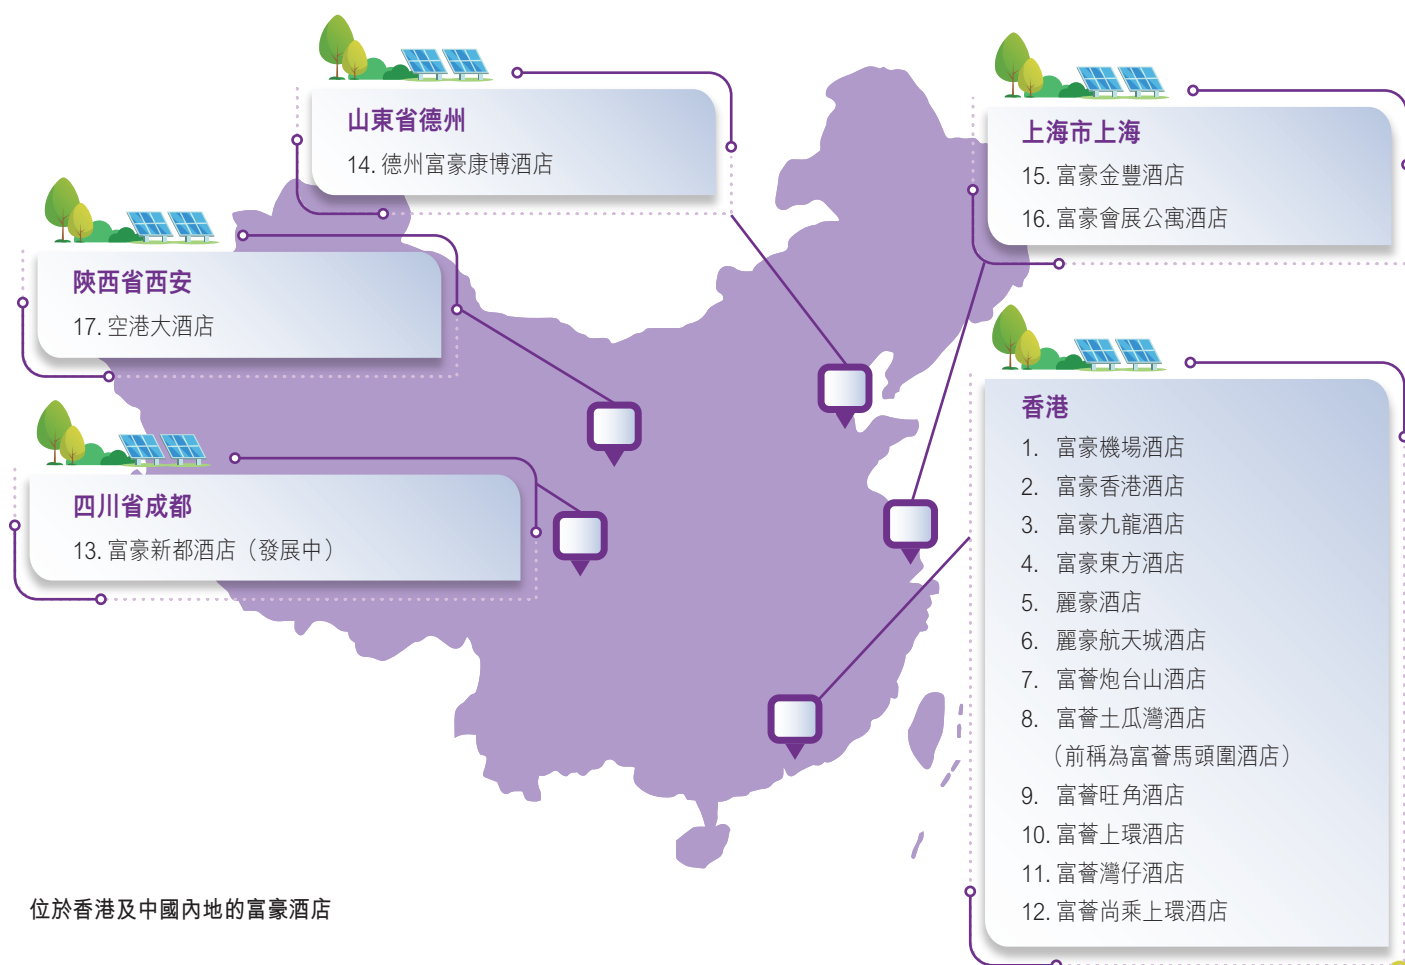 山東省德州
14. 德州富豪康博酒店
上海市上海
15. 富豪金豐酒店
16. 富豪會展公寓酒店
陝西省西安
17. 空港大酒店
四川省成都
13. 富豪新都酒店（發展中）
香港
1. 富豪機場酒店
2. 富豪香港酒店
3. 富豪九龍酒店
4. 富豪東方酒店
5. 麗豪酒店
6. 麗豪航天城酒店
7. 富薈炮台山酒店
8. 富薈土瓜灣酒店
（前稱為富薈馬頭圍酒店）
9. 富薈旺角酒店
10. 富薈上環酒店
11. 富薈灣仔酒店
12. 富薈尚乘上環酒店
位於香港及中國內地的富豪酒店